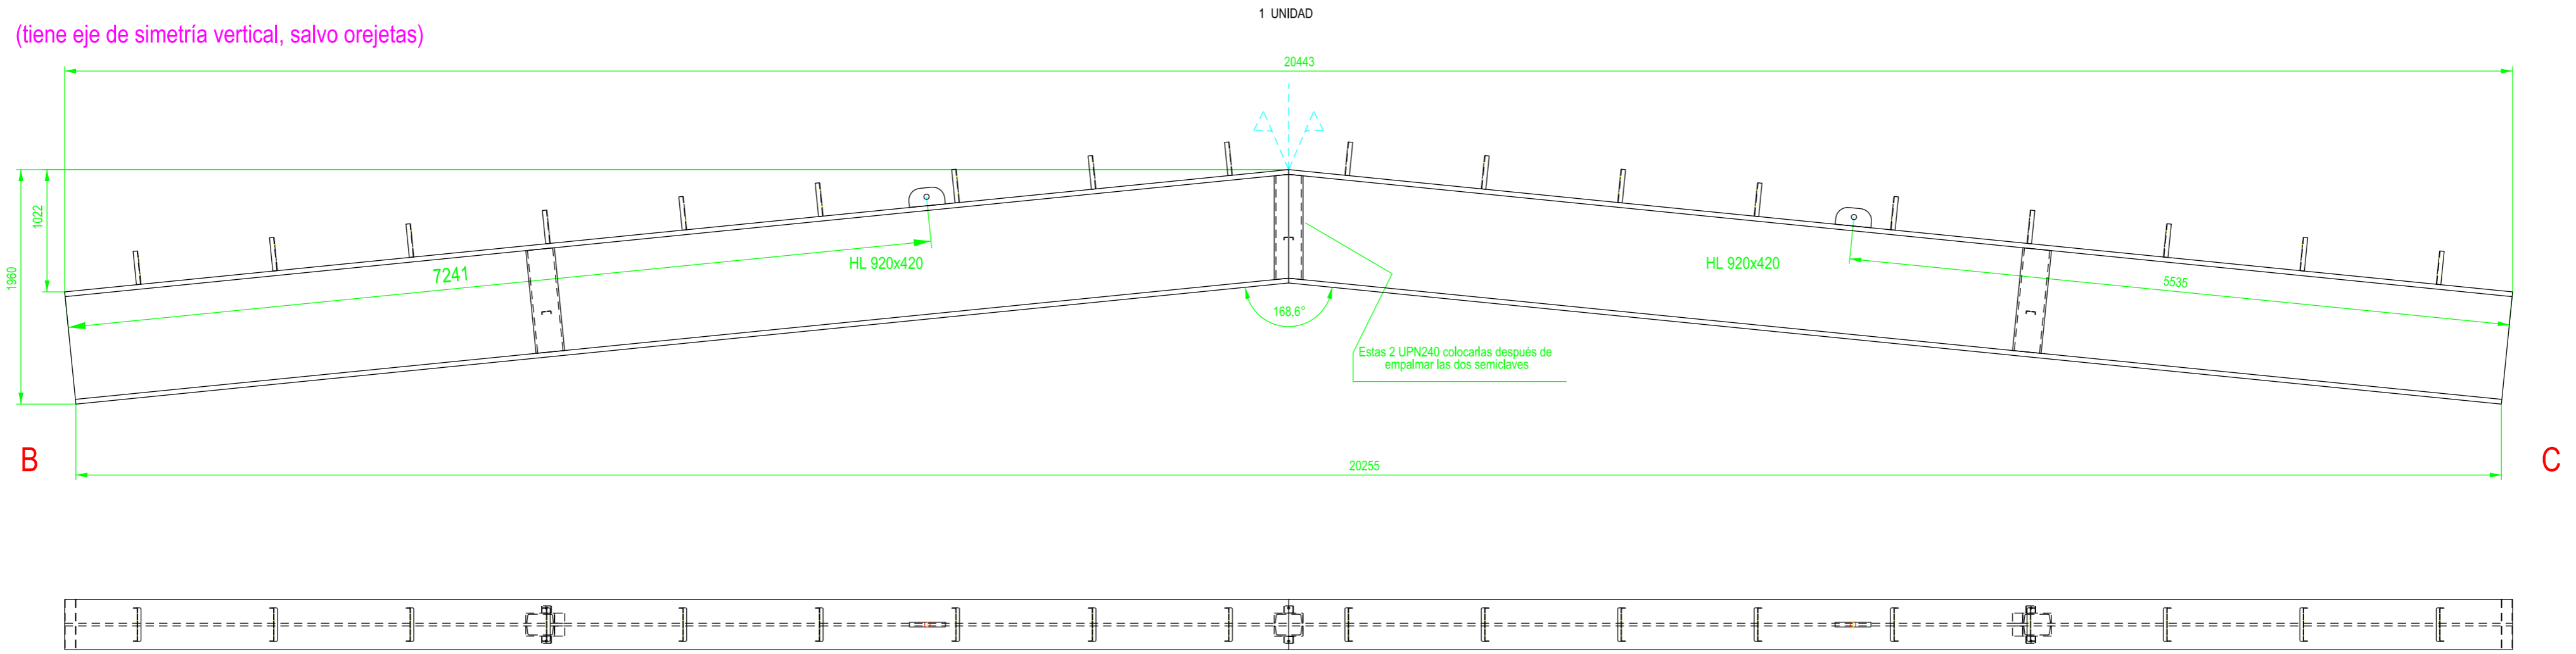 1 UNIDAD
(tiene eje de simetría vertical, salvo orejetas)
20443
1022
1960
7241
HL 920x420
HL 920x420
5535
168,6°
Estas 2 UPN240 colocarlas después de
empalmar las dos semiclaves
B
C
20255